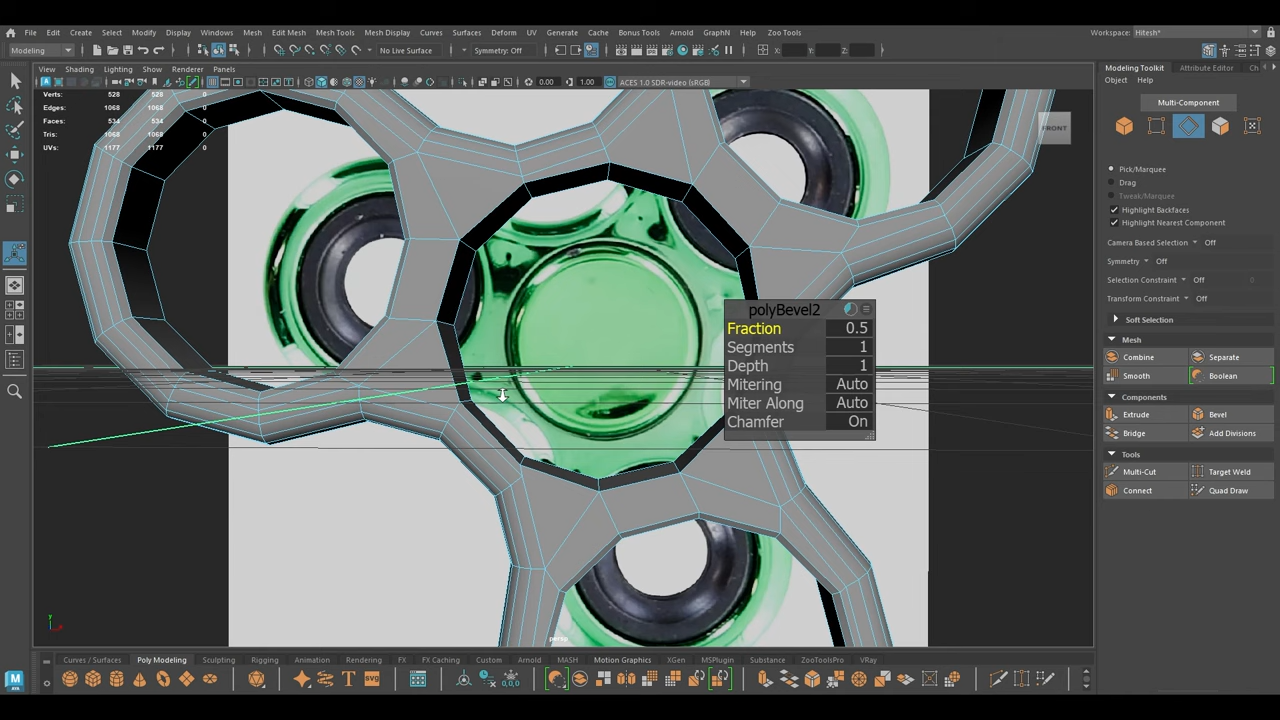 File Edit Create Select Modify Display Windows Mesh Edit Mesh Mesh Tools Mesh Display Curves Surfaces Deform UV Generate Cache Bonus Tools Arnold GraphN Help Zoo Tools Workspace: Hitesh*
Modeling No Live Surface Symmetry: Off X: Y: Z:
View Shading Lighting Show Renderer Panels Modeling Toolkit Attribute Editor Ch
0.00 1.00 ACES 1.0 SDR-video (sRGB) Object Help
Verts: 528 528 0
Edges: 1068 1068 0
Faces: 534 534 0
Tris: 1068 1068 0
UVs: 1177 1177 0
Multi-Component
FRONT
Pick/Marquee
Drag
Tweak/Marquee
Highlight Backfaces
Highlight Nearest Component
Camera Based Selection Off
Symmetry Off
Selection Constraint Off
Transform Constraint Off
Soft Selection
polyBevel2
Fraction 0.5
Segments 1
Depth 1
Mitering Auto
Miter Along Auto
Chamfer On
Mesh
Combine Separate
Smooth Boolean
Components
Extrude Bevel
Bridge Add Divisions
Tools
Multi-Cut Target Weld
Connect Quad Draw
persp
Curves / Surfaces Poly Modeling Sculpting Rigging Animation Rendering FX FX Caching Custom Arnold MASH Motion Graphics XGen MSPlugin Substance ZooToolsPro VRay
T SVG 0,0,0
M